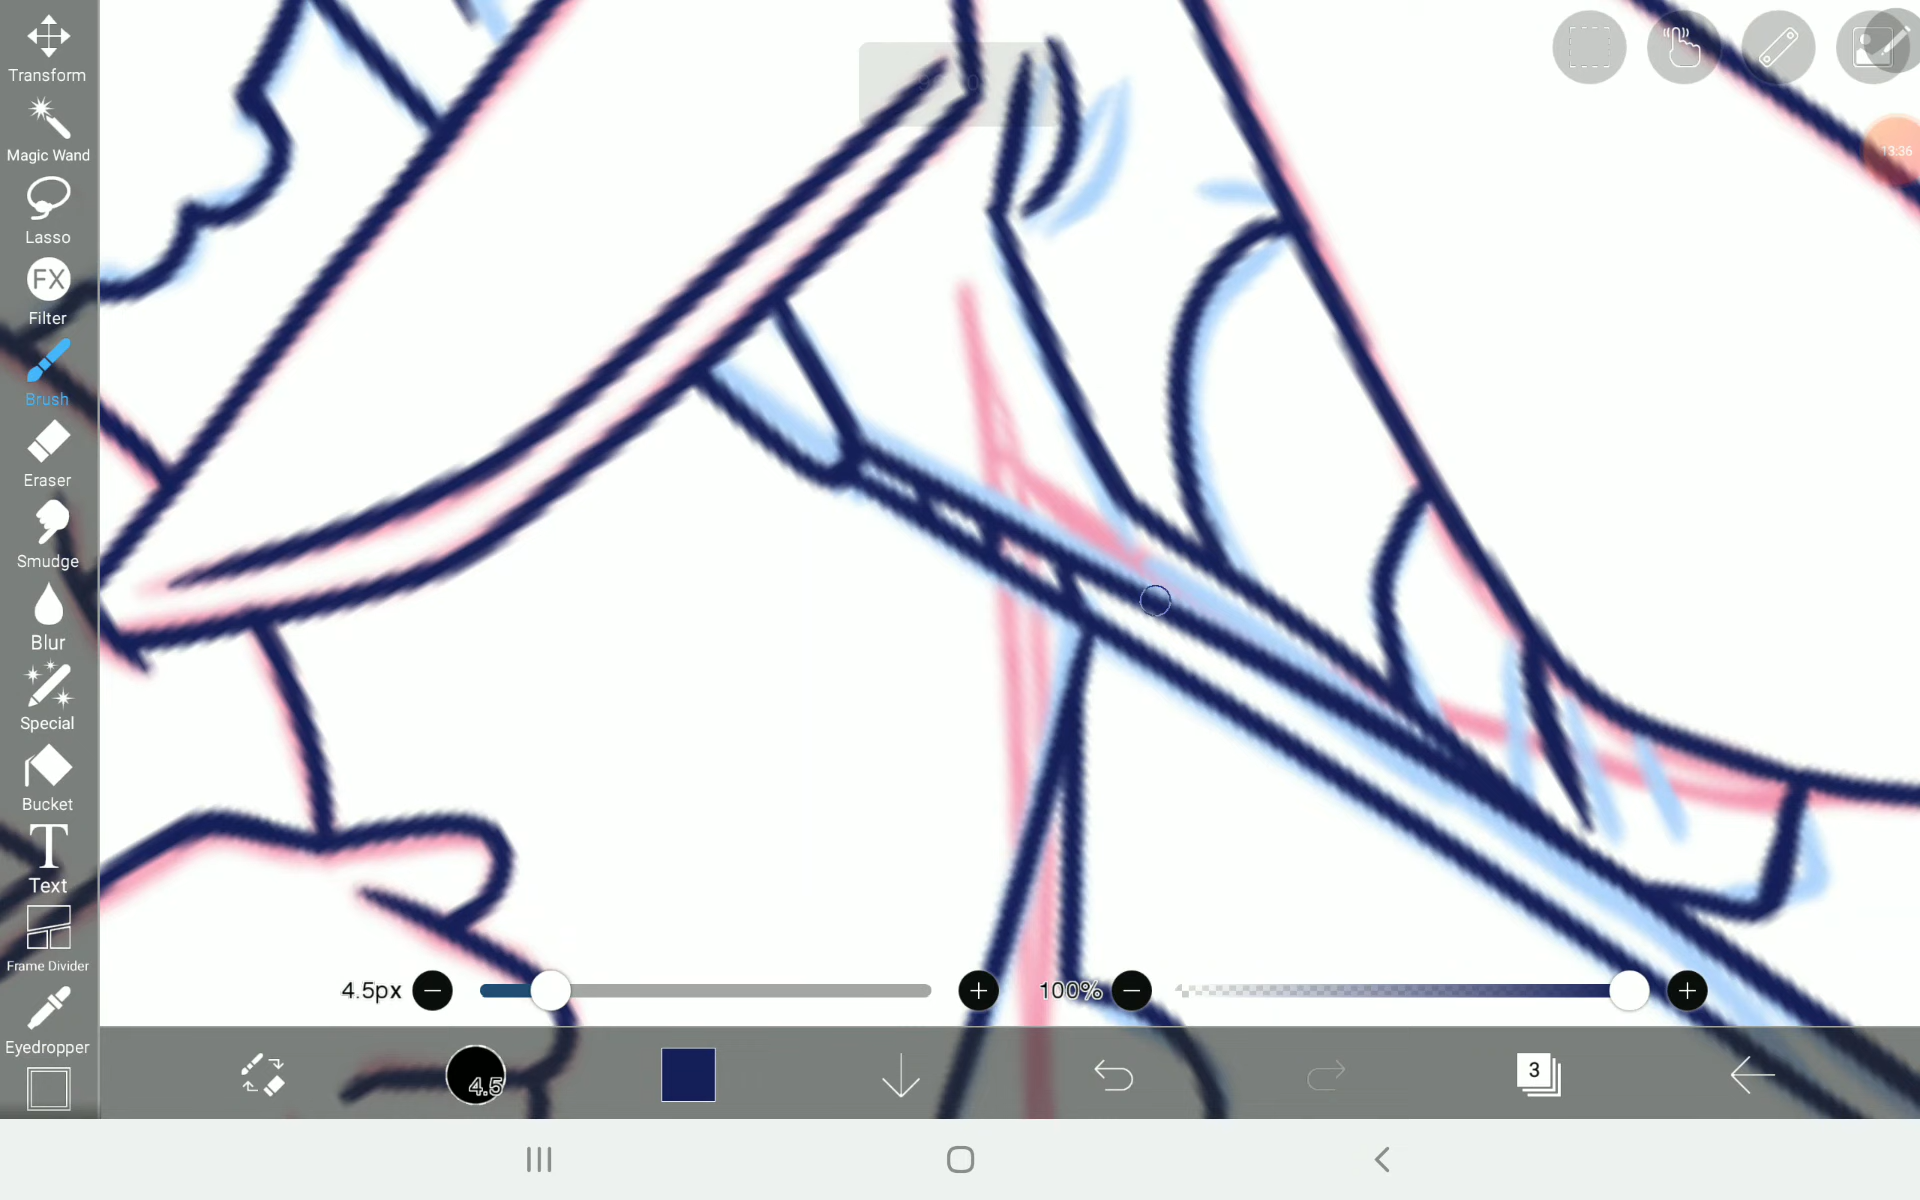 Transform
Magic Wand
Lasso
FX
Filter
Brush
Eraser
Smudge
Blur
Special
Bucket
T
Text
Frame Divider
Eyedropper
13:36
4.5px
100%
4.5
3